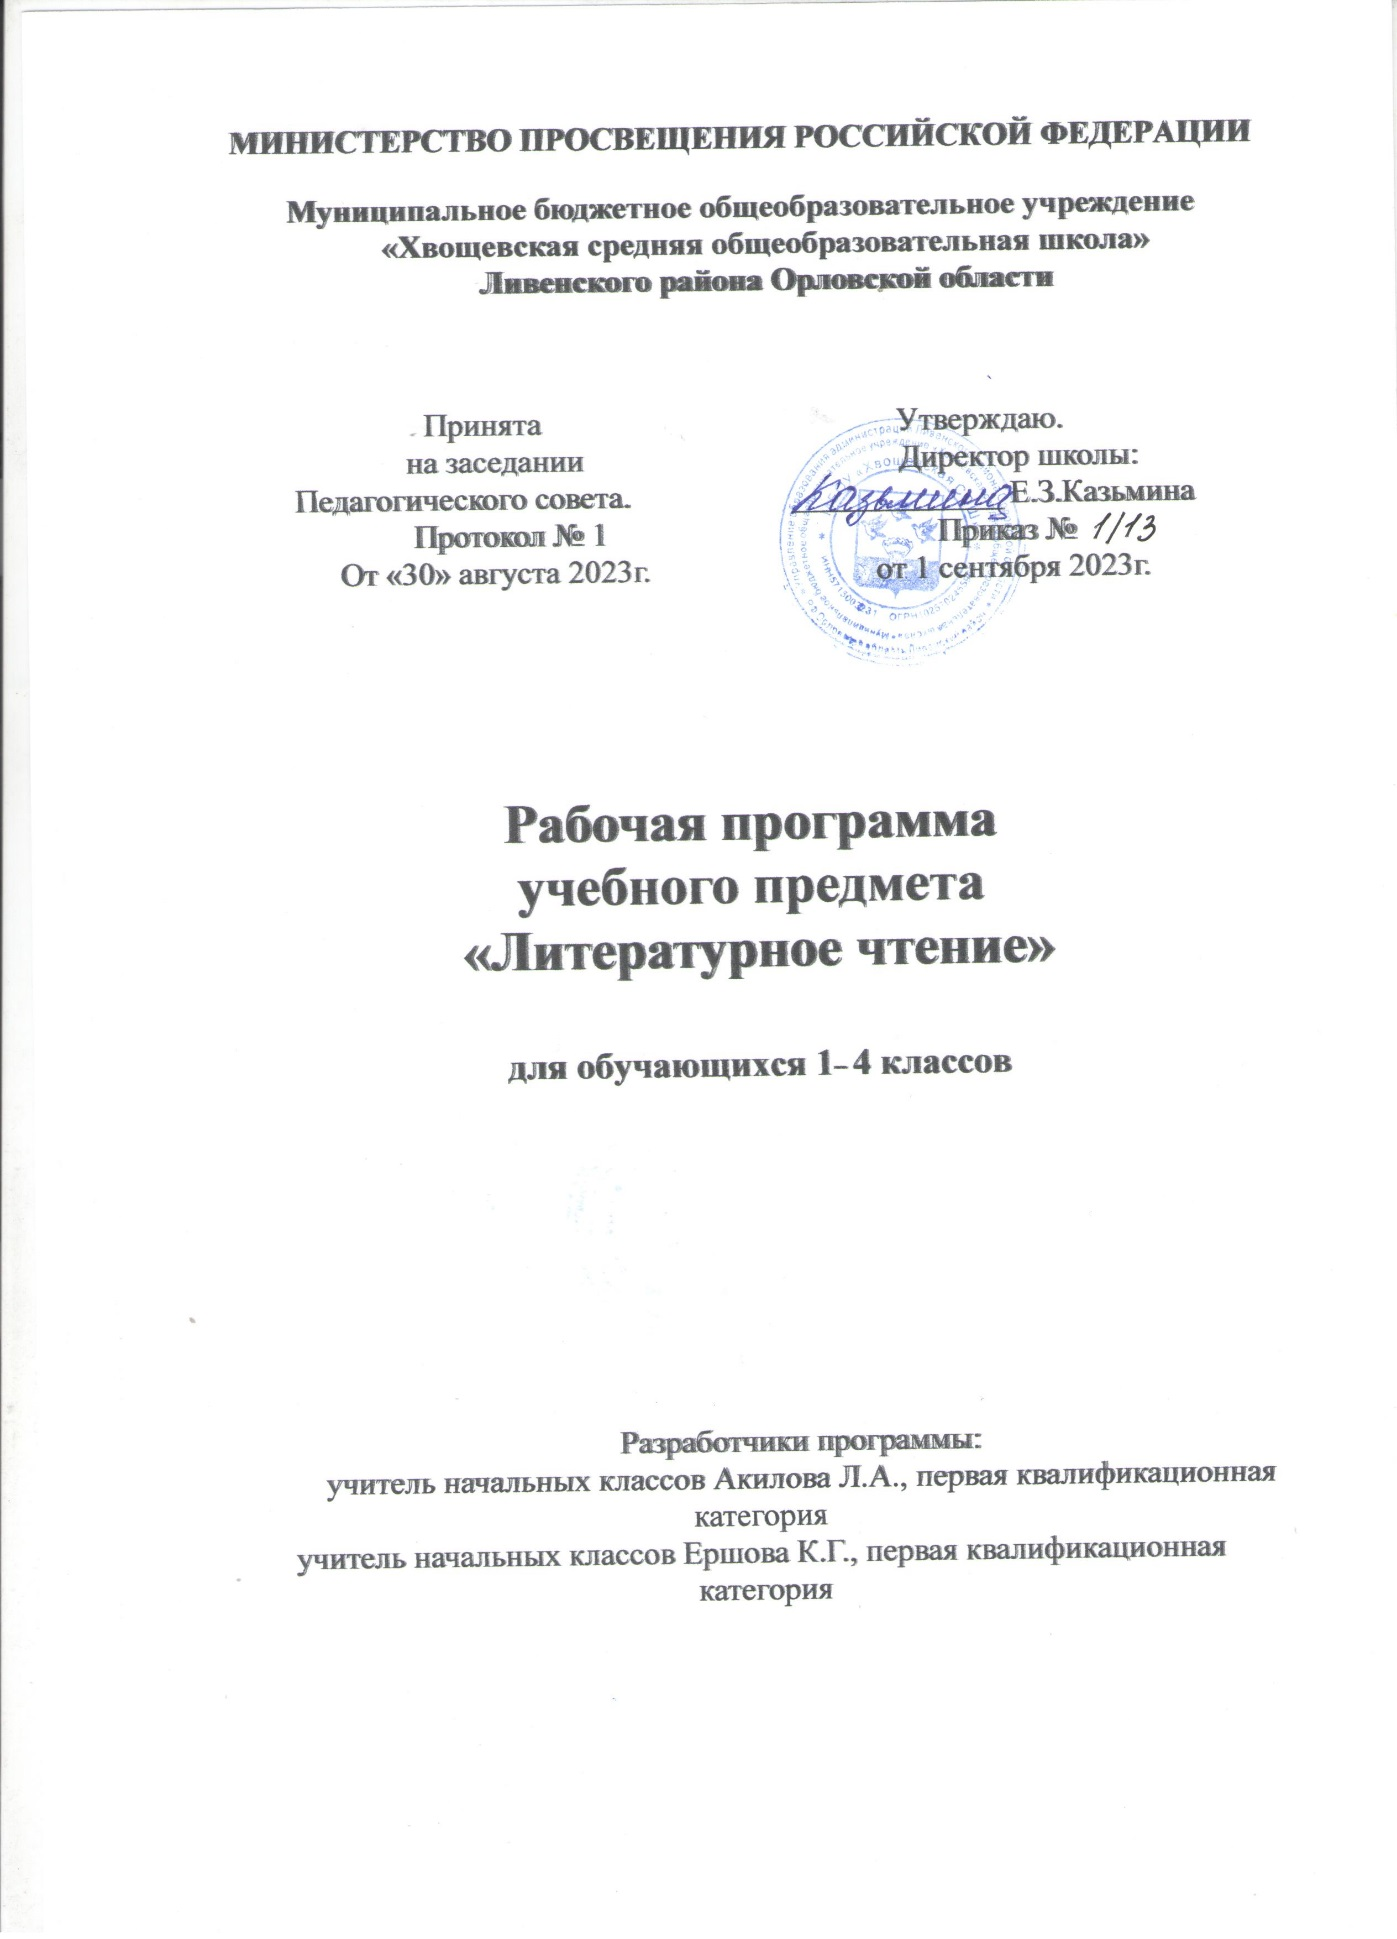 МИНИСТЕРСТВО ПРОСВЕЩЕНИЯ РОССИЙСКОЙ ФЕДЕРАЦИИ
Муниципальное бюджетное общеобразовательное учреждение
«Хвощевская средняя общеобразовательная школа»
Ливенского района Орловской области
Принята
на заседании
Педагогического совета.
Протокол № 1
От «30» августа 2023г.
Утверждаю.
Директор школы:
Казьмина Е.З.Казьмина
Приказ № 1/13
от 1 сентября 2023г.
Рабочая программа
учебного предмета
«Литературное чтение»
для обучающихся 1- 4 классов
Разработчики программы:
учитель начальных классов Акилова Л.А., первая квалификационная
категория
учитель начальных классов Ершова К.Г., первая квалификационная
категория